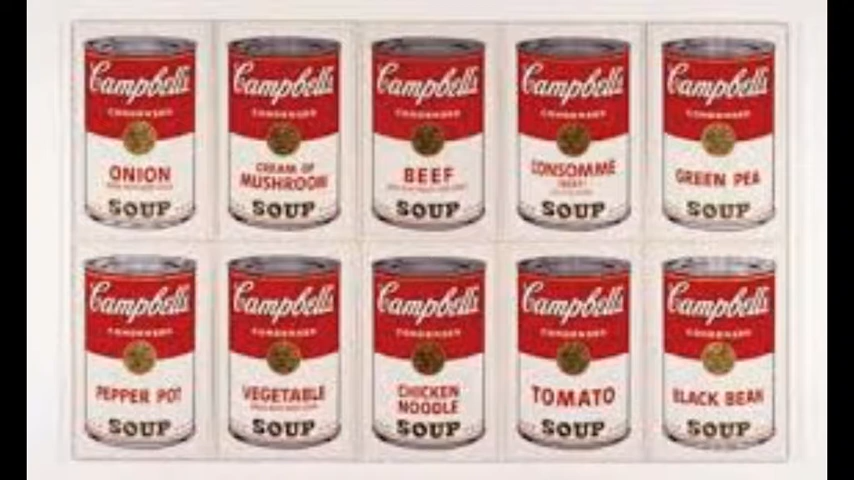 Campbell's Campbell's Campbell's Campbell's Campbell's
CONDENSED CONDENSED CONDENSED CONDENSED CONDENSED
ONION
SOUP
CREAM OF
MUSHROOM
SOUP
BEEF
SOUP
CONSOMME
SOUP
GREEN PEA
SOUP
Campbell's Campbell's Campbell's Campbell's Campbell's
CONDENSED CONDENSED CONDENSED CONDENSED CONDENSED
PEPPER POT
SOUP
VEGETABLE
SOUP
CHICKEN
NOODLE
SOUP
TOMATO
SOUP
BLACK BEAN
SOUP